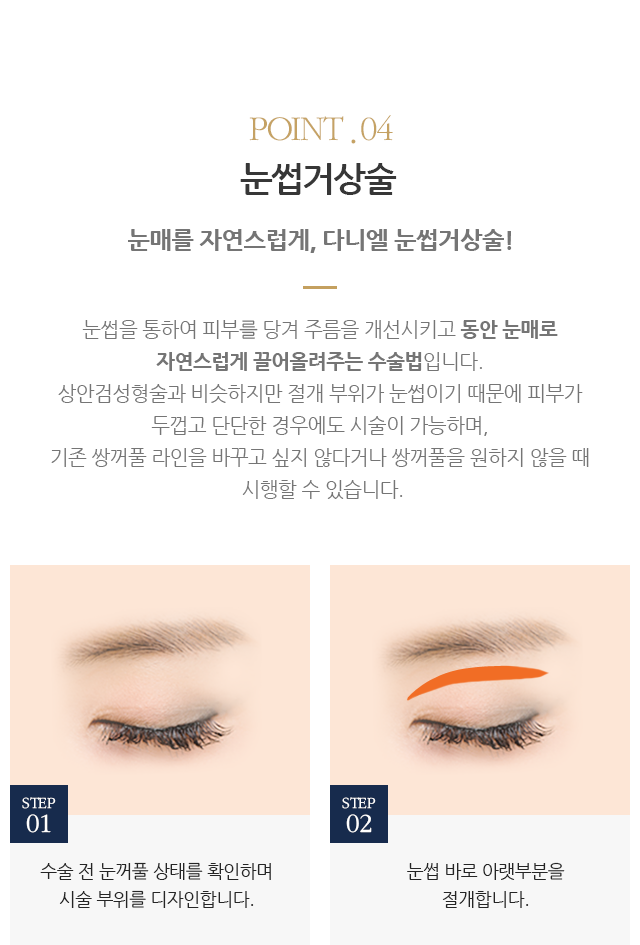 POINT .04
눈썹거상술
눈매를 자연스럽게, 다니엘 눈썹거상술!
눈썹을 통하여 피부를 당겨 주름을 개선시키고 동안 눈매로
자연스럽게 끌어올려주는 수술법입니다.
상안검성형술과 비슷하지만 절개 부위가 눈썹이기 때문에 피부가
두껍고 단단한 경우에도 시술이 가능하며,
기존 쌍꺼풀 라인을 바꾸고 싶지 않다거나 쌍꺼풀을 원하지 않을 때
시행할 수 있습니다.
STEP
01
수술 전 눈꺼풀 상태를 확인하며
시술 부위를 디자인합니다.
STEP
02
눈썹 바로 아랫부분을
절개합니다.